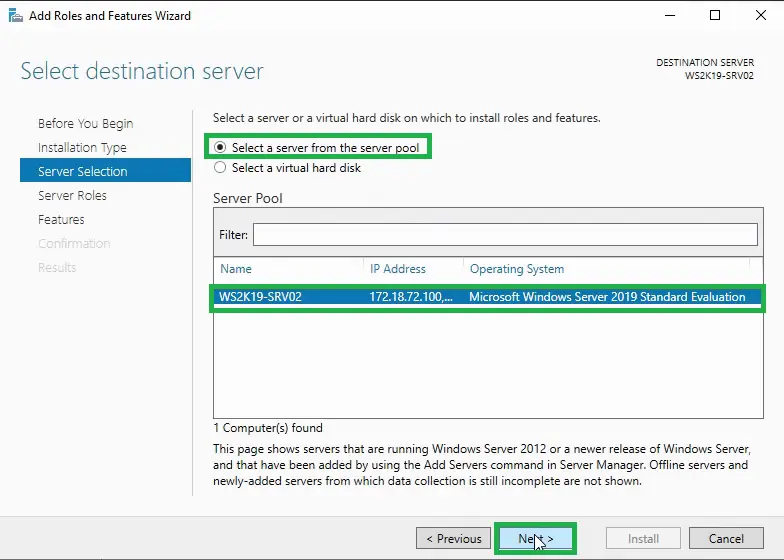 Add Roles and Features Wizard
Select destination server
DESTINATION SERVER
WS2K19-SRV02
Before You Begin
Installation Type
Server Selection
Server Roles
Features
Confirmation
Results
Select a server or a virtual hard disk on which to install roles and features.
Select a server from the server pool
Select a virtual hard disk
Server Pool
Filter:
Name IP Address Operating System
WS2K19-SRV02 172.18.72.100,... Microsoft Windows Server 2019 Standard Evaluation
1 Computer(s) found
This page shows servers that are running Windows Server 2012 or a newer release of Windows Server,
and that have been added by using the Add Servers command in Server Manager. Offline servers and
newly-added servers from which data collection is still incomplete are not shown.
< Previous Next > Install Cancel